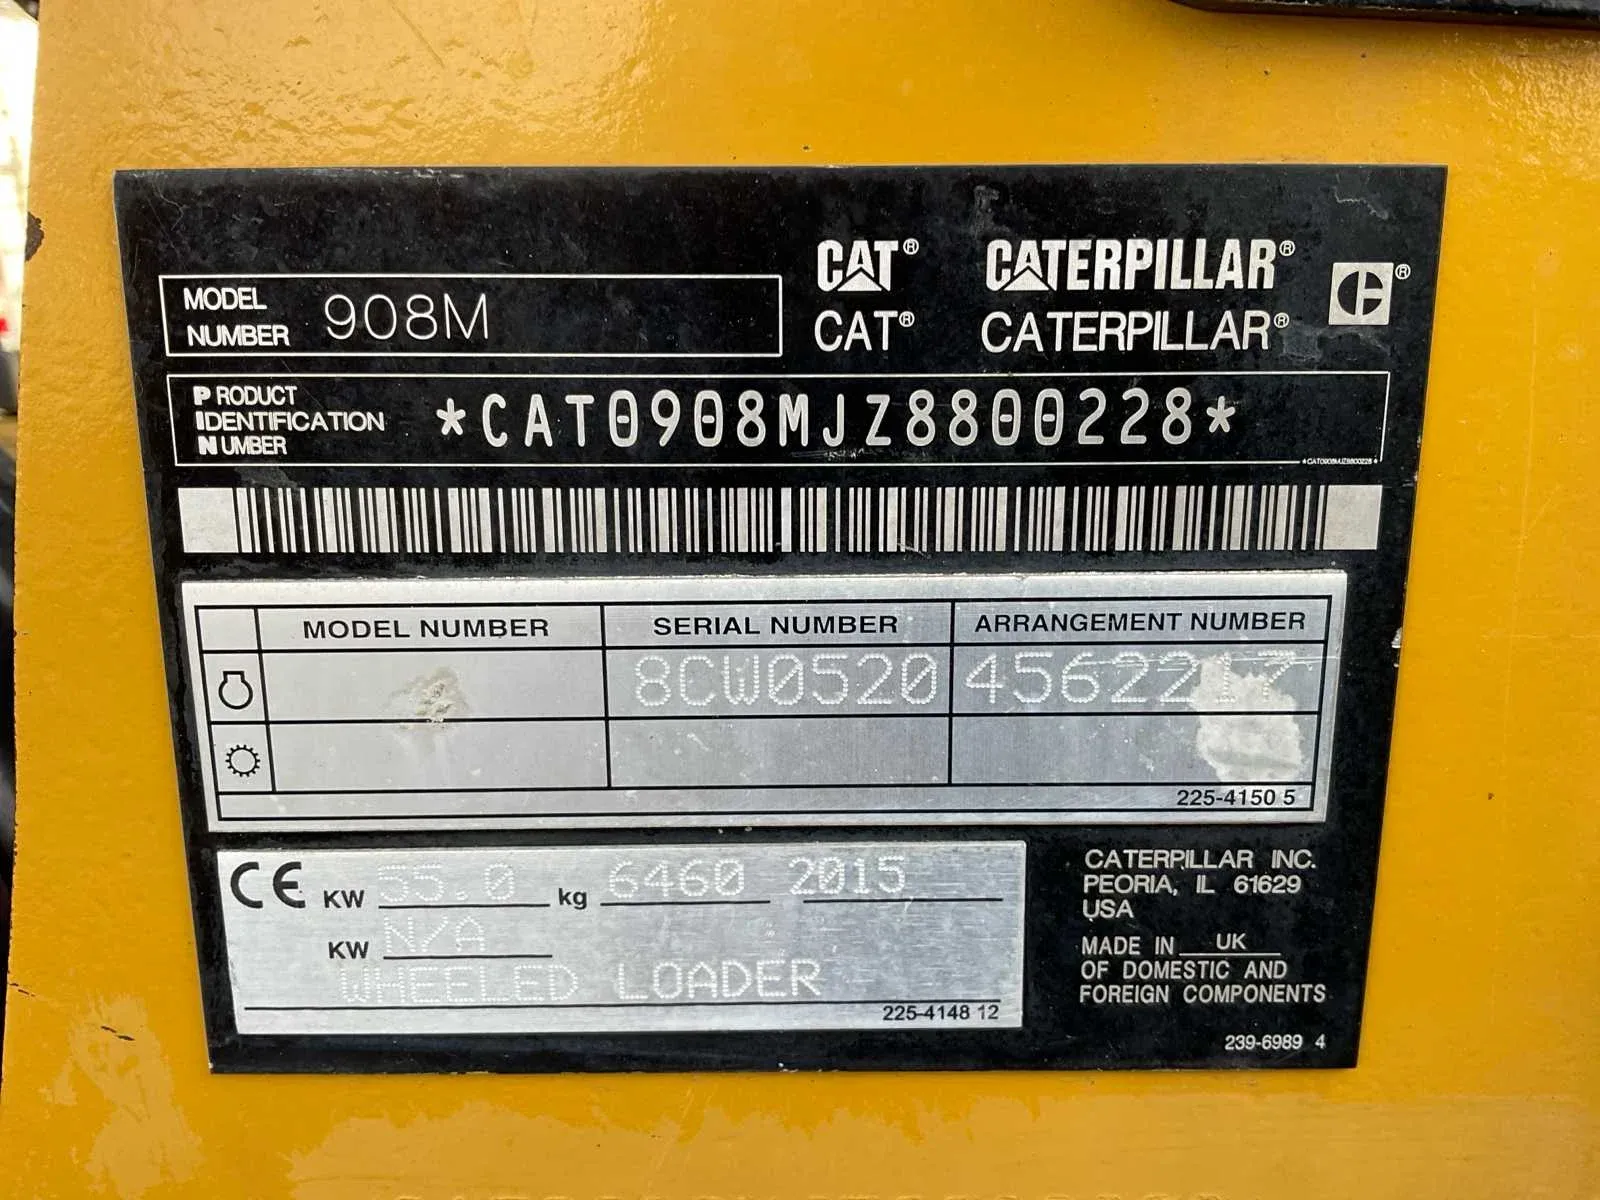 CAT® CATERPILLAR®
CAT® CATERPILLAR®
MODEL NUMBER 908M
PRODUCT IDENTIFICATION NUMBER *CAT0908MJZ8800228*
*CAT0908MJZ8800228*
MODEL NUMBER SERIAL NUMBER ARRANGEMENT NUMBER
8CW0520 4562217
225-4150 5
CE KW 55.0 kg 6460 2015
KW N/A
WHEELED LOADER
225-4148 12
CATERPILLAR INC.
PEORIA, IL 61629
USA
MADE IN UK
OF DOMESTIC AND
FOREIGN COMPONENTS
239-6989 4